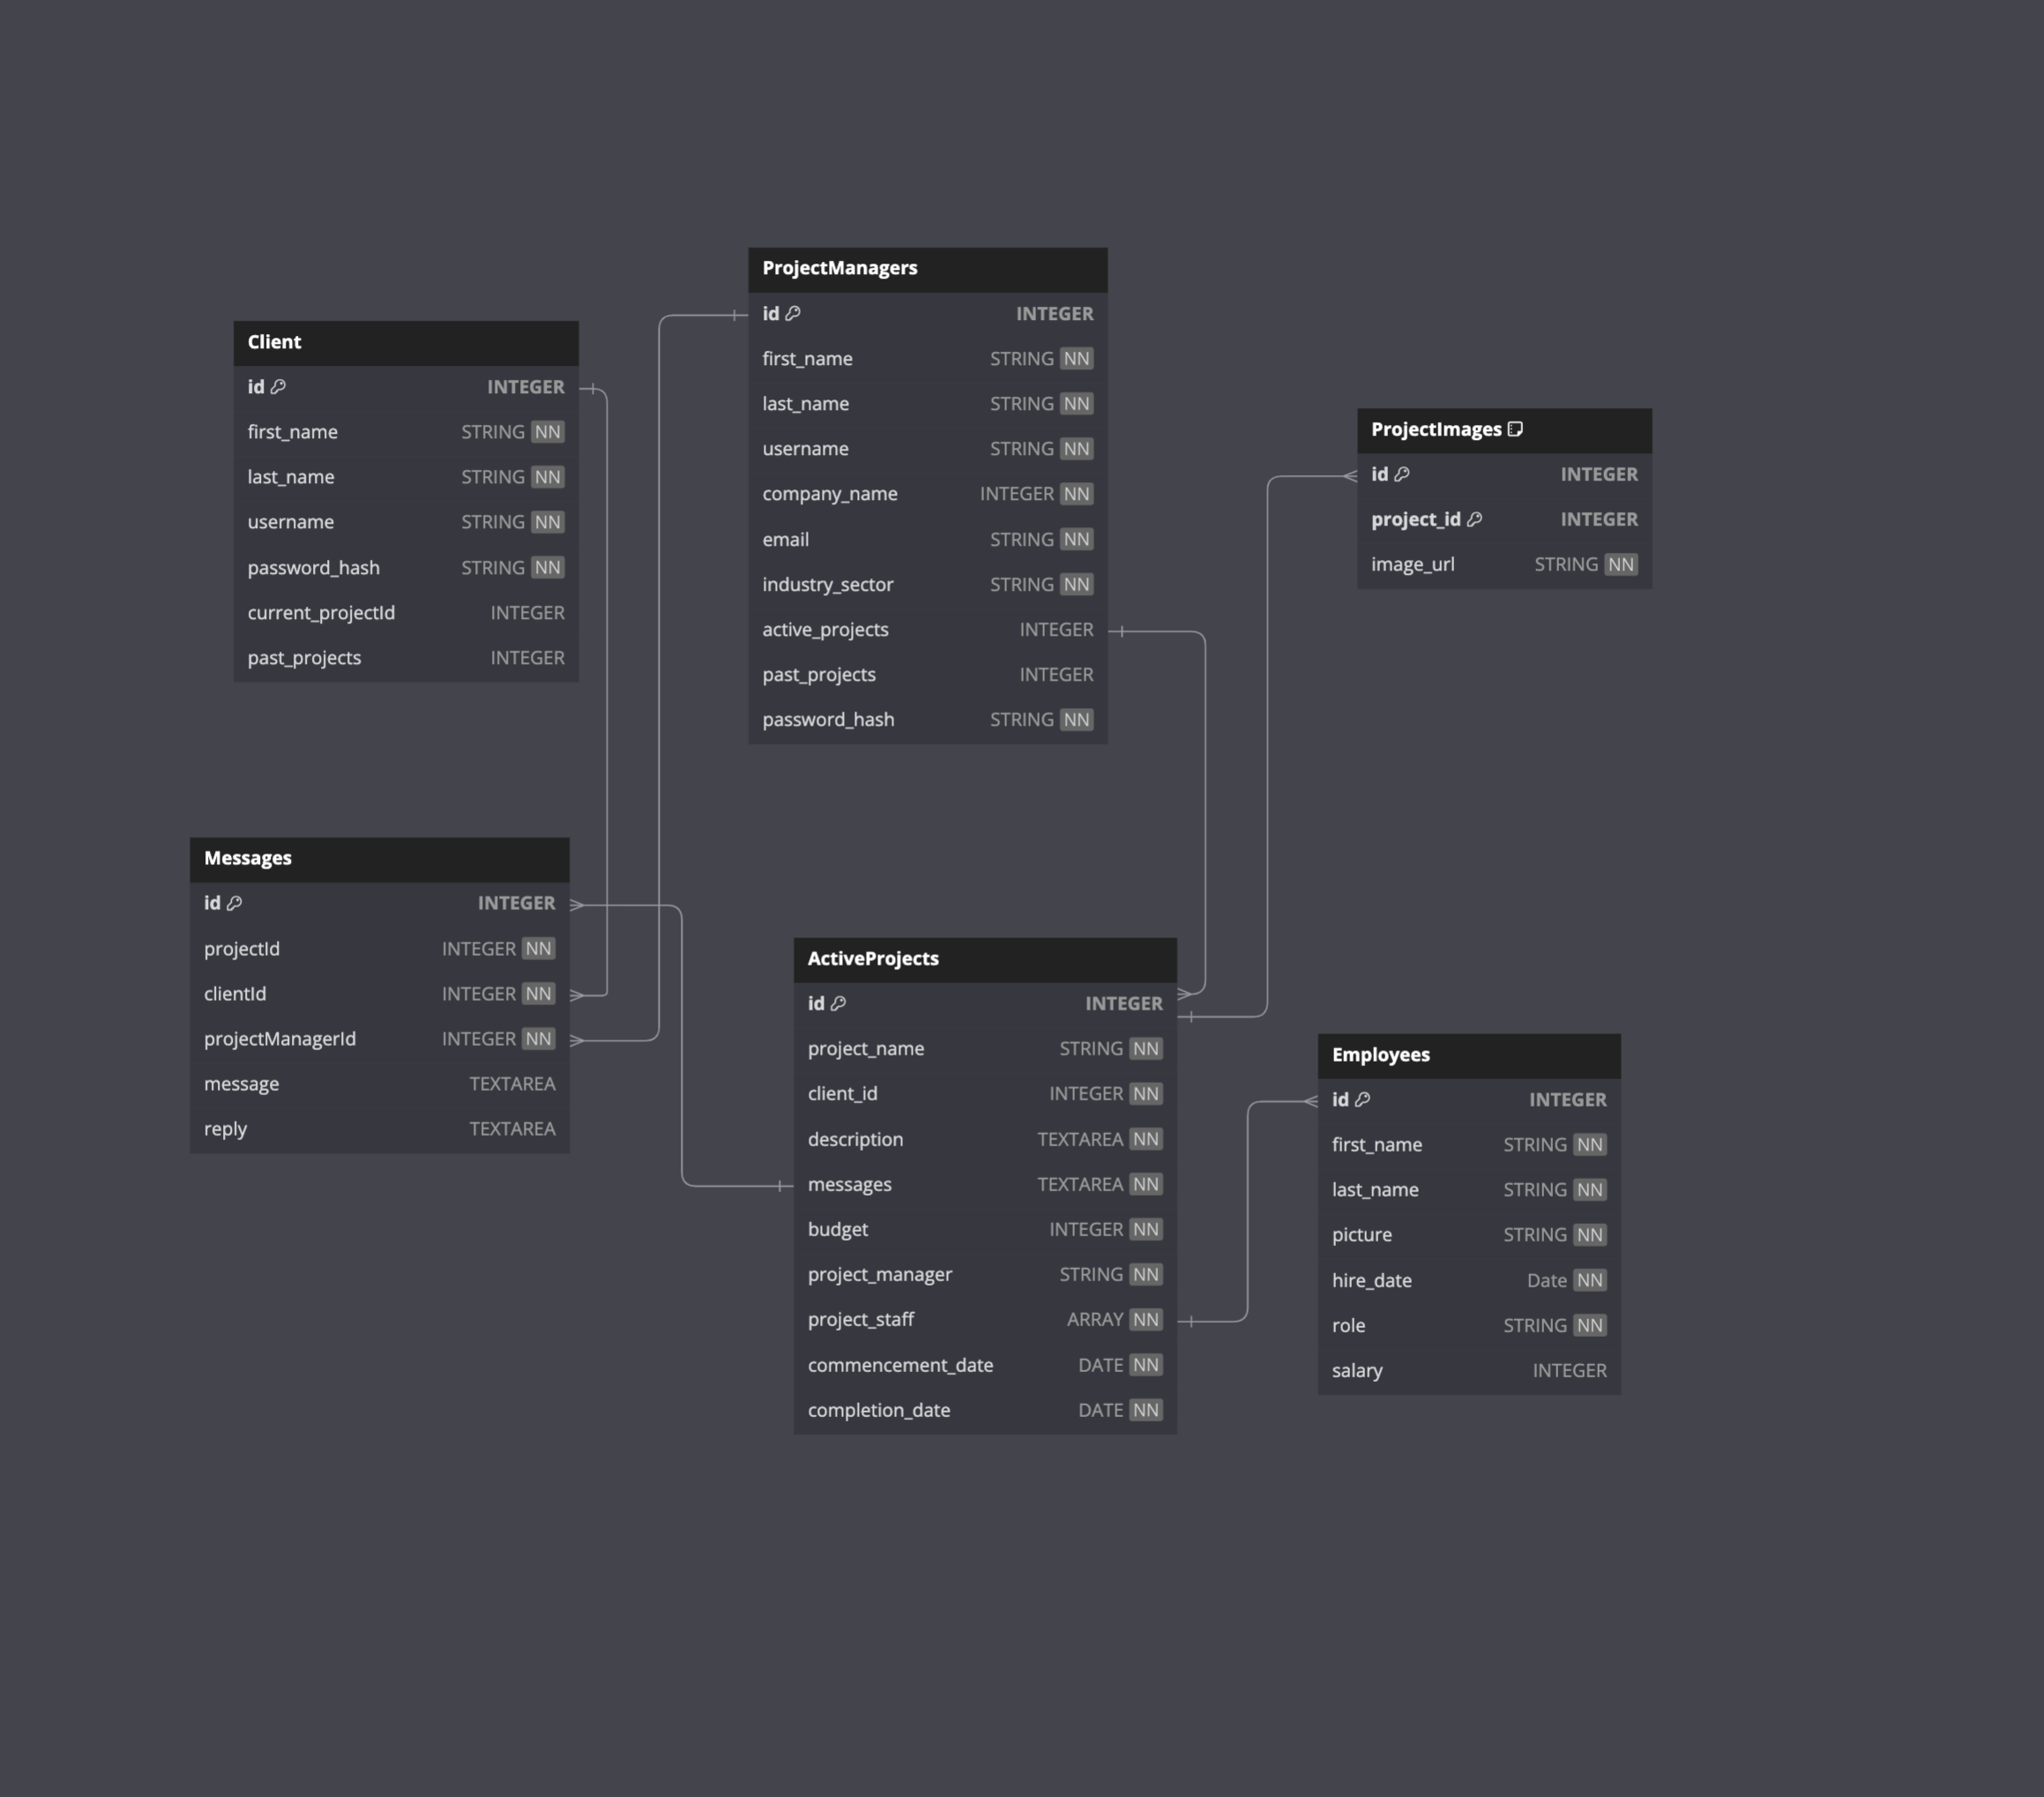 ProjectManagers
id INTEGER
first_name STRING NN
last_name STRING NN
username STRING NN
company_name INTEGER NN
email STRING NN
industry_sector STRING NN
active_projects INTEGER
past_projects INTEGER
password_hash STRING NN
Client
id INTEGER
first_name STRING NN
last_name STRING NN
username STRING NN
password_hash STRING NN
current_projectId INTEGER
past_projects INTEGER
ProjectImages
id INTEGER
project_id INTEGER
image_url STRING NN
Messages
id INTEGER
projectId INTEGER NN
clientId INTEGER NN
projectManagerId INTEGER NN
message TEXTAREA
reply TEXTAREA
ActiveProjects
id INTEGER
project_name STRING NN
client_id INTEGER NN
description TEXTAREA NN
messages TEXTAREA NN
budget INTEGER NN
project_manager STRING NN
project_staff ARRAY NN
commencement_date DATE NN
completion_date DATE NN
Employees
id INTEGER
first_name STRING NN
last_name STRING NN
picture STRING NN
hire_date Date NN
role STRING NN
salary INTEGER